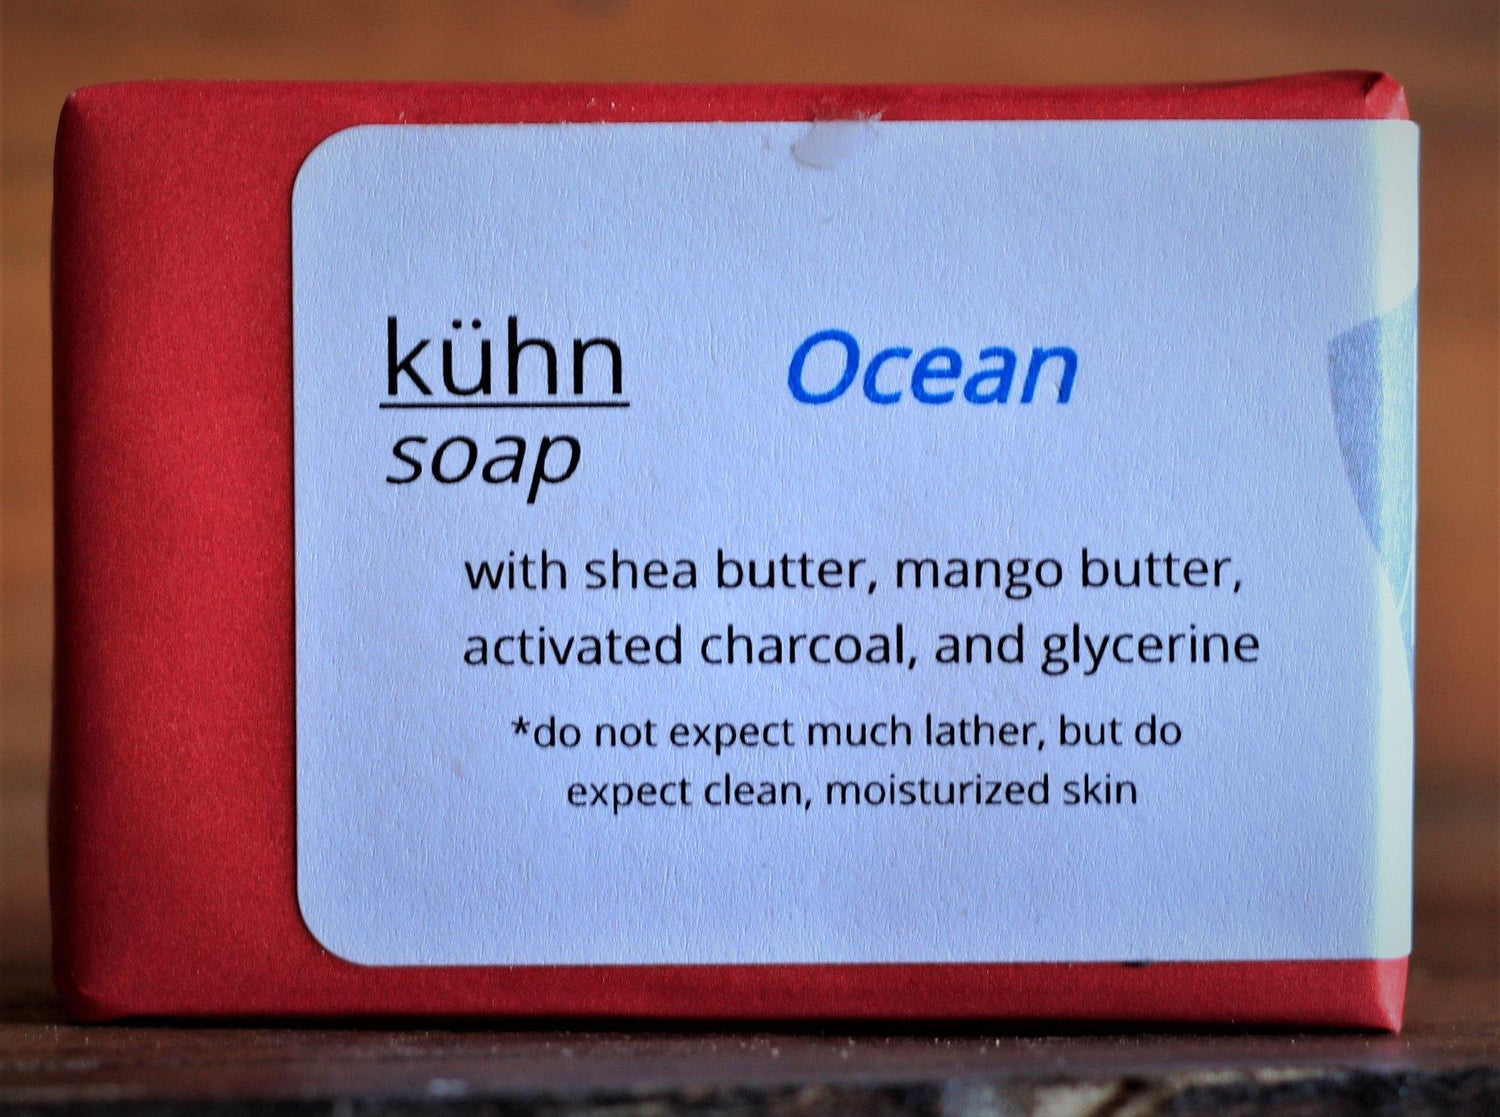 kühn
soap
Ocean
with shea butter, mango butter,
activated charcoal, and glycerine
*do not expect much lather, but do
expect clean, moisturized skin